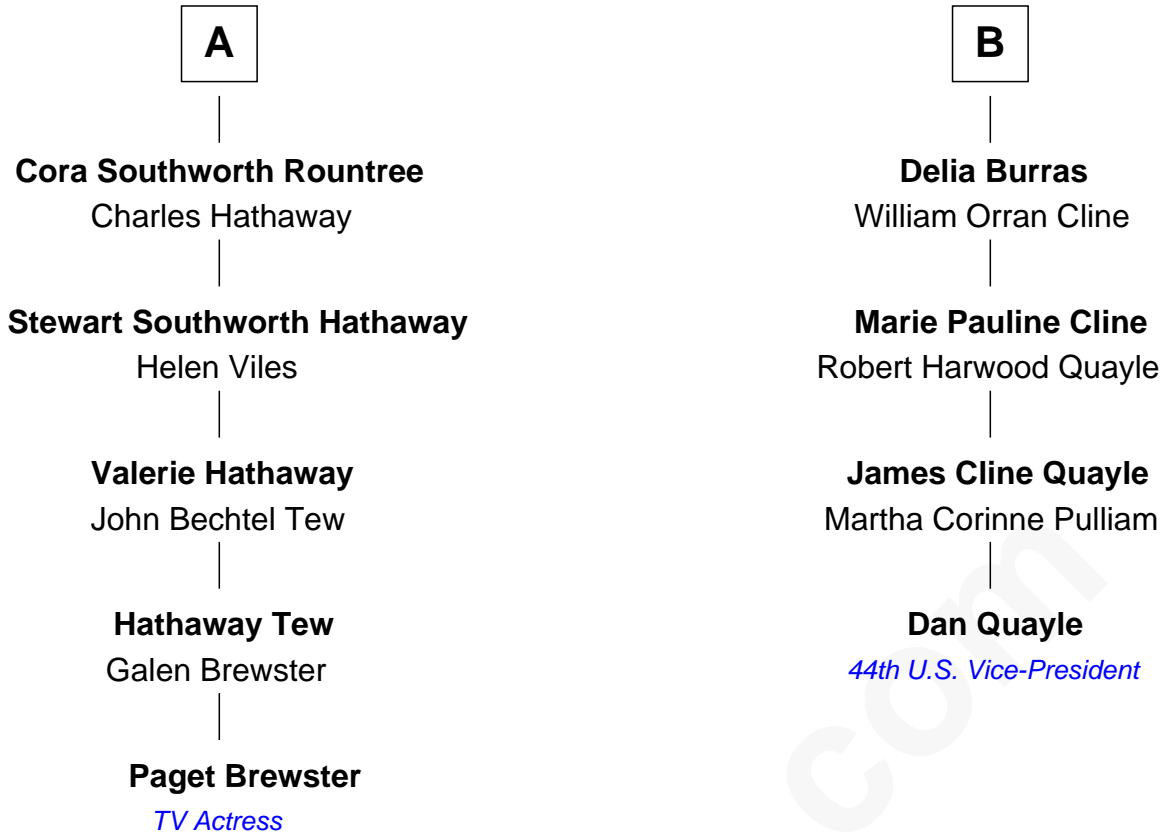 A
Cora Southworth Rountree
Charles Hathaway
Stewart Southworth Hathaway
Helen Viles
Valerie Hathaway
John Bechtel Tew
Hathaway Tew
Galen Brewster
Paget Brewster
TV Actress
B
Delia Burras
William Orran Cline
Marie Pauline Cline
Robert Harwood Quayle
James Cline Quayle
Martha Corinne Pulliam
Dan Quayle
44th U.S. Vice-President
com